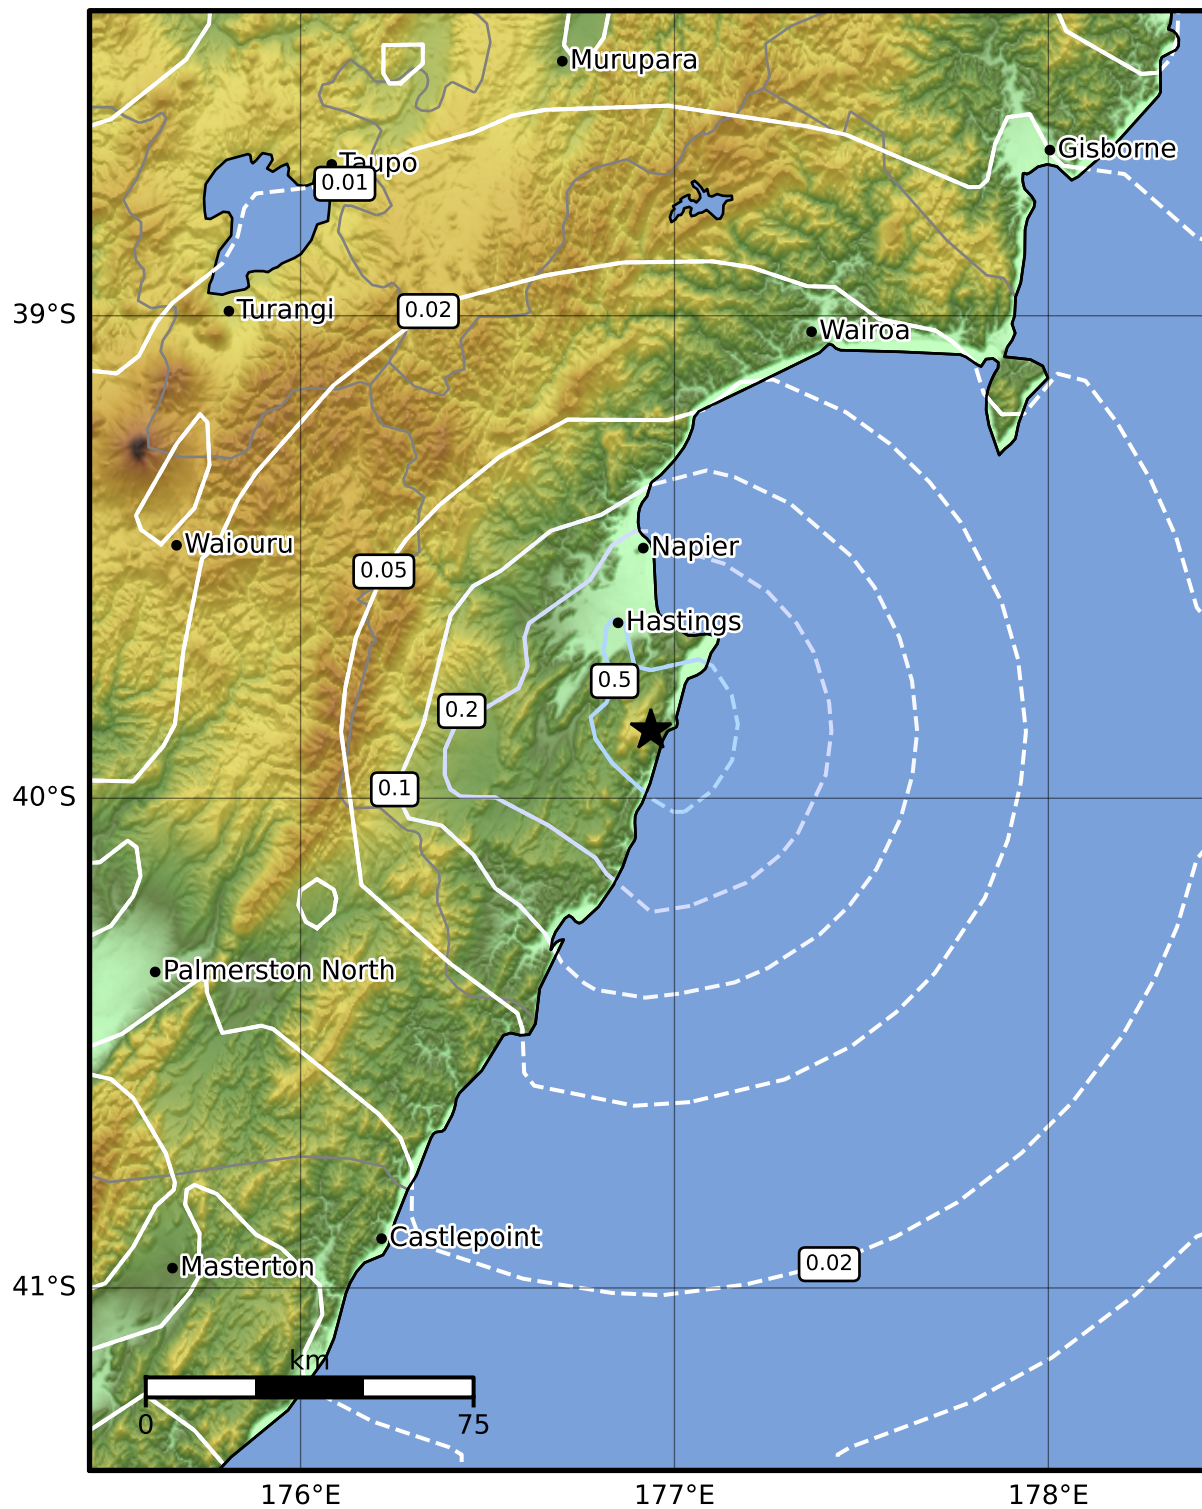 Murupara
Gisborne
Taupo
0.01
39°S
Turangi
0.02
Wairoa
Waiouru
Napier
0.05
Hastings
0.5
0.2
40°S
0.1
Palmerston North
Castlepoint
0.02
Masterton
41°S
km
0 75
176°E 177°E 178°E